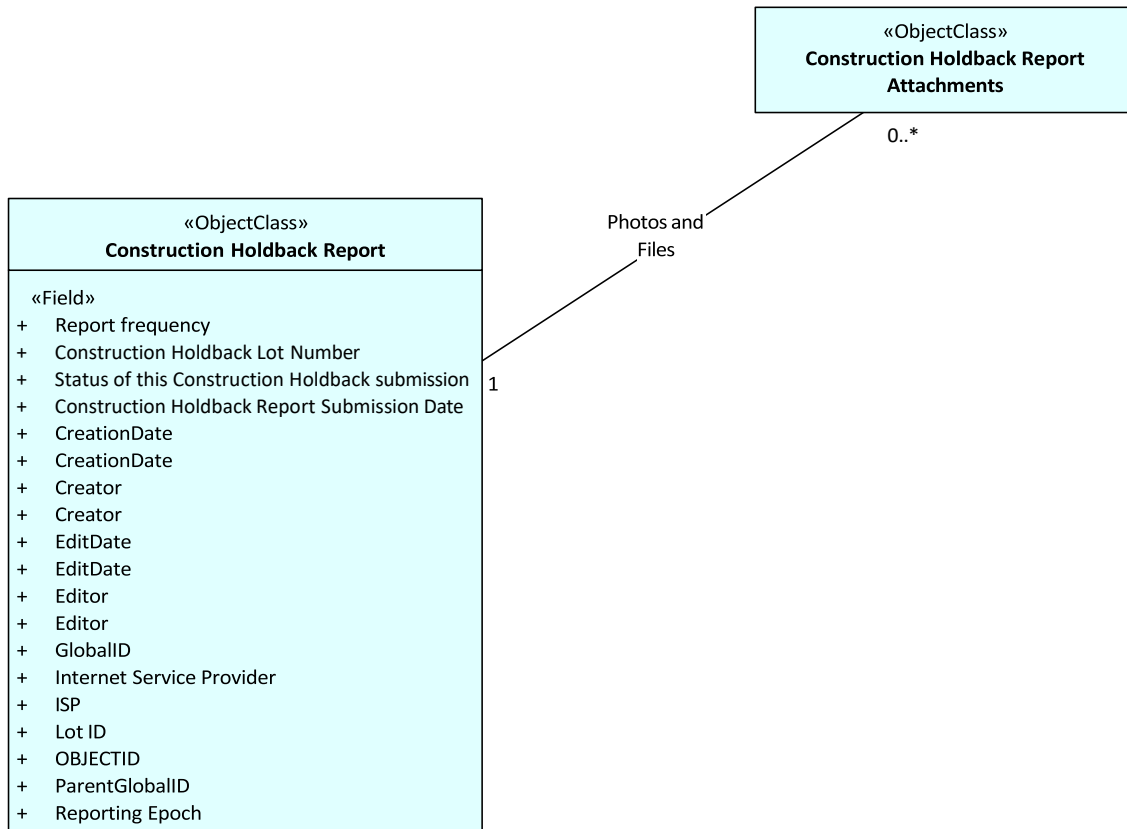 «ObjectClass»
Construction Holdback Report
Attachments
0..*
Photos and
Files
«ObjectClass»
Construction Holdback Report
«Field»
+ Report frequency
+ Construction Holdback Lot Number
+ Status of this Construction Holdback submission
+ Construction Holdback Report Submission Date
+ CreationDate
+ CreationDate
+ Creator
+ Creator
+ EditDate
+ EditDate
+ Editor
+ Editor
+ GlobalID
+ Internet Service Provider
+ ISP
+ Lot ID
+ OBJECTID
+ ParentGlobalID
+ Reporting Epoch
1